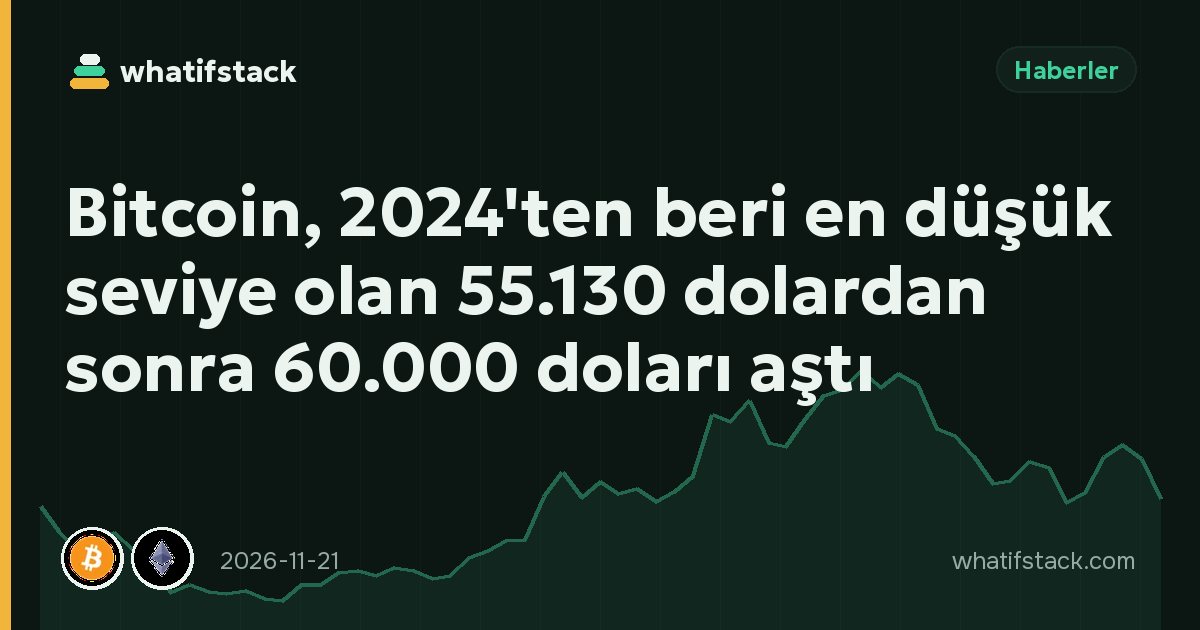 whatifstack
Haberler
Bitcoin, 2024'ten beri en düşük
seviye olan 55.130 dolardan
sonra 60.000 doları aştı
2026-11-21
whatifstack.com